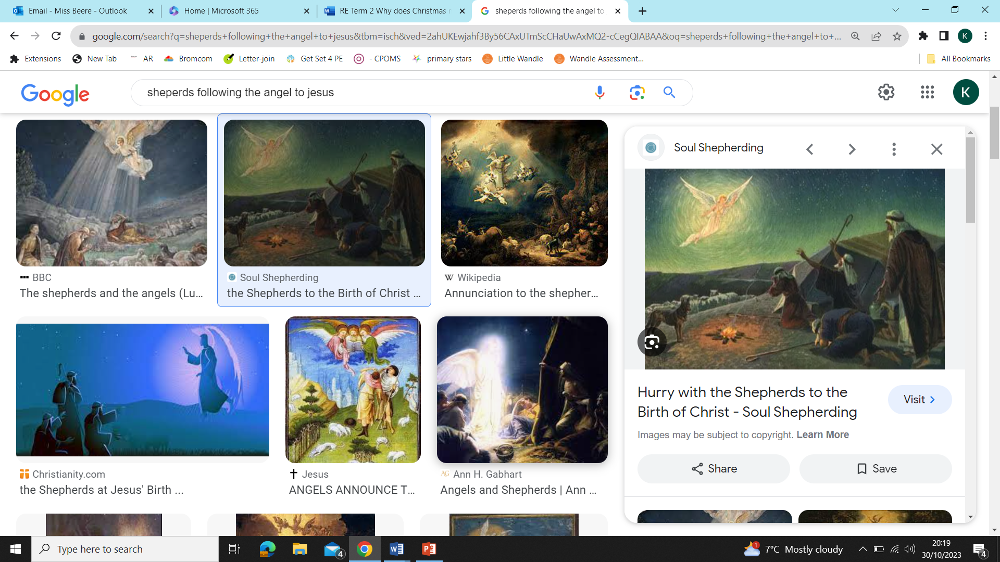 Email - Miss Beere - Outlook
Home | Microsoft 365
RE Term 2 Why does Christmas
sheperds following the angel to
google.com/search?q=sheperds+following+the+angel+to+jesus&tbm=isch&ved=2ahUKEwjahf3By56CAxUTmScCHaUwAxMQ2-cCegQIABAA&oq=sheperds+following+the+angel+to+...
K
Extensions
New Tab
AR
Bromcom
Letter-join
Get Set 4 PE
- CPOMS
primary stars
Little Wandle
Wandle Assessment...
All Bookmarks
Google
sheperds following the angel to jesus
K
BBC
The shepherds and the angels (Lu...
Soul Shepherding
the Shepherds to the Birth of Christ ...
W Wikipedia
Annunciation to the shepher...
Christianity.com
the Shepherds at Jesus' Birth ...
Jesus
ANGELS ANNOUNCE T...
AG Ann H. Gabhart
Angels and Shepherds | Ann ...
Soul Shepherding
Hurry with the Shepherds to the
Birth of Christ - Soul Shepherding
Visit
Images may be subject to copyright. Learn More
Share
Save
Type here to search
4
1
7°C Mostly cloudy
20:19
30/10/2023
4